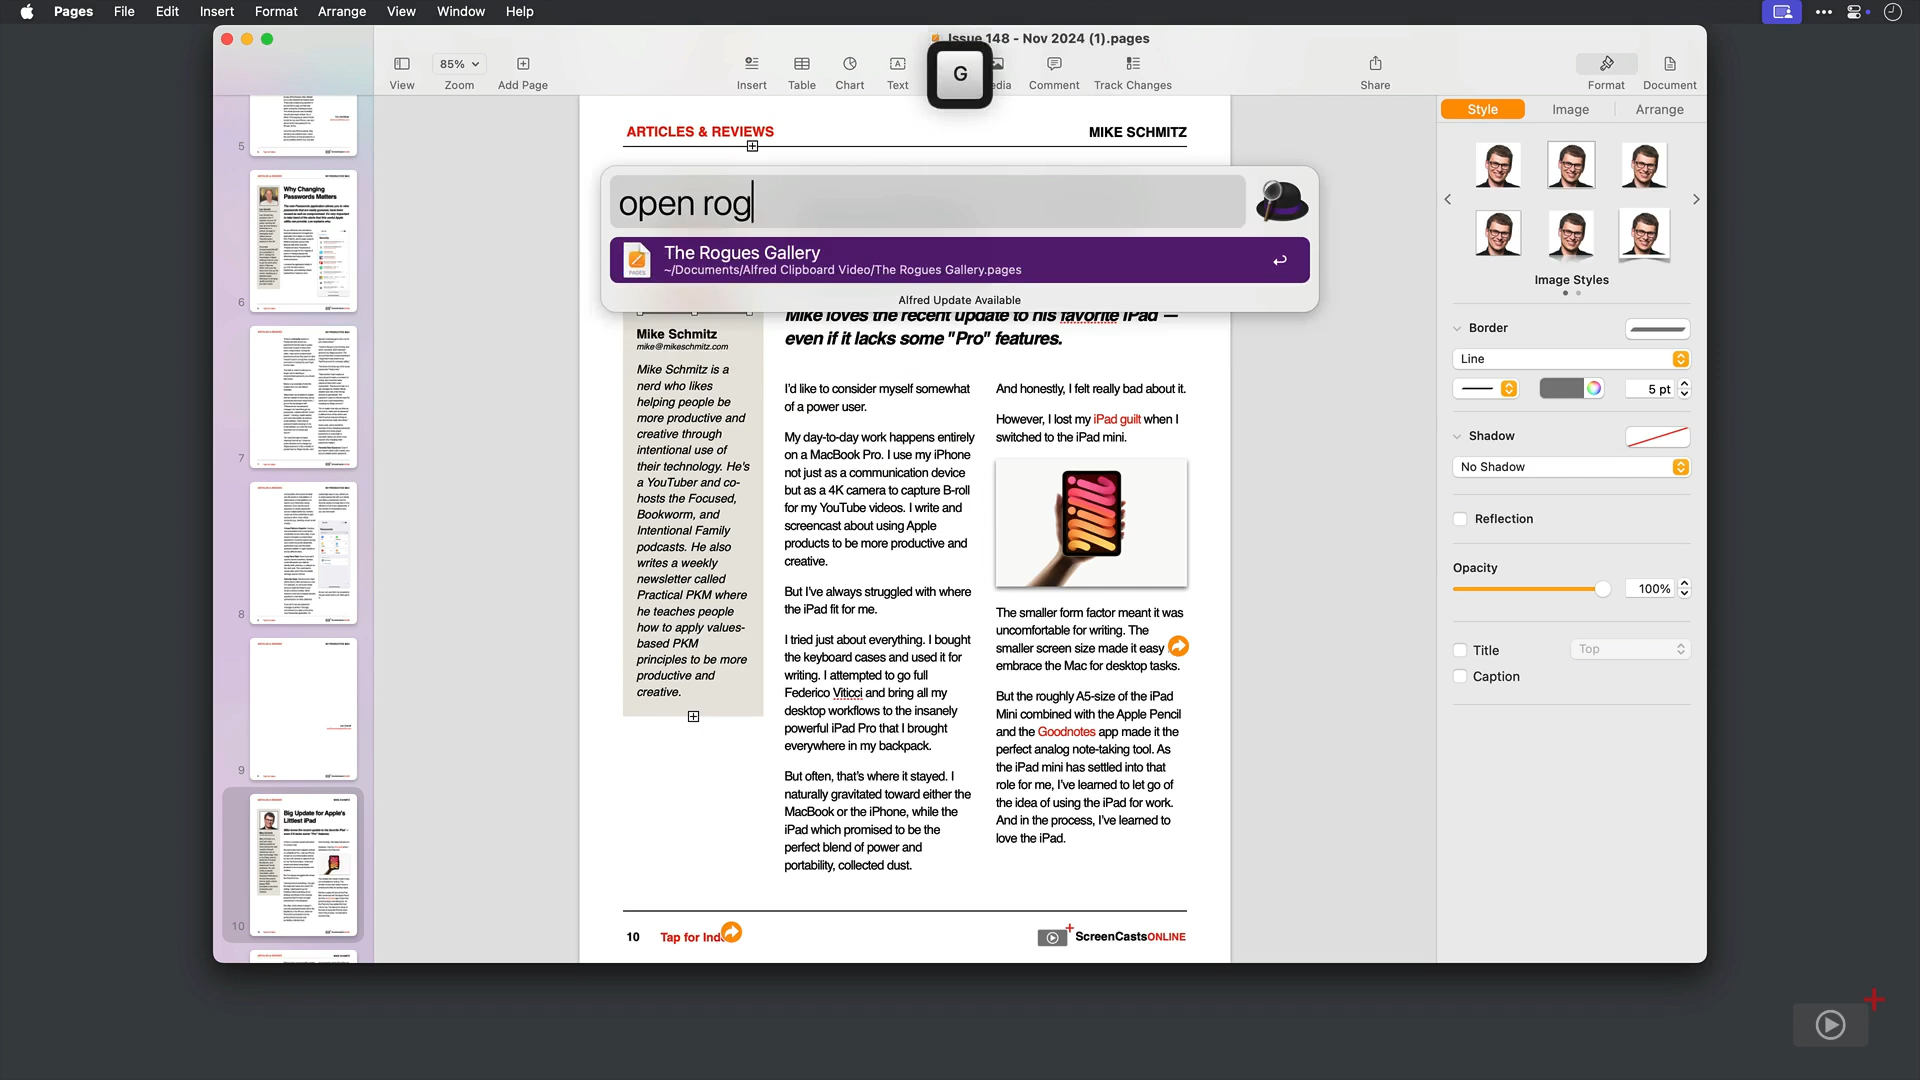 Pages File Edit Insert Format Arrange View Window Help
Issue 148 - Nov 2024 (1).pages
85%
View Zoom Add Page Insert Table Chart Text Comment Track Changes Share Format Document
G
Style Image Arrange
ARTICLES & REVIEWS
MIKE SCHMITZ
open rog
The Rogues Gallery
~/Documents/Alfred Clipboard Video/The Rogues Gallery.pages
Alfred Update Available
Mike loves the recent update to his favorite iPad —
even if it lacks some "Pro" features.
Mike Schmitz
mike@mikeschmitz.com
Mike Schmitz is a
nerd who likes
helping people be
more productive and
creative through
intentional use of
their technology. He's
a YouTuber and co-
hosts the Focused,
Bookworm, and
Intentional Family
podcasts. He also
writes a weekly
newsletter called
Practical PKM where
he teaches people
how to apply values-
based PKM
principles to be more
productive and
creative.
I'd like to consider myself somewhat
of a power user.
My day-to-day work happens entirely
on a MacBook Pro. I use my iPhone
not just as a communication device
but as a 4K camera to capture B-roll
for my YouTube videos. I write and
screencast about using Apple
products to be more productive and
creative.
But I've always struggled with where
the iPad fit for me.
I tried just about everything. I bought
the keyboard cases and used it for
writing. I attempted to go full
Federico Viticci and bring all my
desktop workflows to the insanely
powerful iPad Pro that I brought
everywhere in my backpack.
But often, that's where it stayed. I
naturally gravitated toward either the
MacBook or the iPhone, while the
iPad which promised to be the
perfect blend of power and
portability, collected dust.
And honestly, I felt really bad about it.
However, I lost my iPad guilt when I
switched to the iPad mini.
The smaller form factor meant it was
uncomfortable for writing. The
smaller screen size made it easy
embrace the Mac for desktop tasks.
But the roughly A5-size of the iPad
Mini combined with the Apple Pencil
and the Goodnotes app made it the
perfect analog note-taking tool. As
the iPad mini has settled into that
role for me, I've learned to let go of
the idea of using the iPad for work.
And in the process, I've learned to
love the iPad.
10
Tap for Ind
ScreenCastsONLINE
Image Styles
Border
Line
5 pt
Shadow
No Shadow
Reflection
Opacity
100%
Title
Top
Caption
5
Why Changing
Passwords Matters
6
7
8
9
Big Update for Apple's
Littlest iPad
10